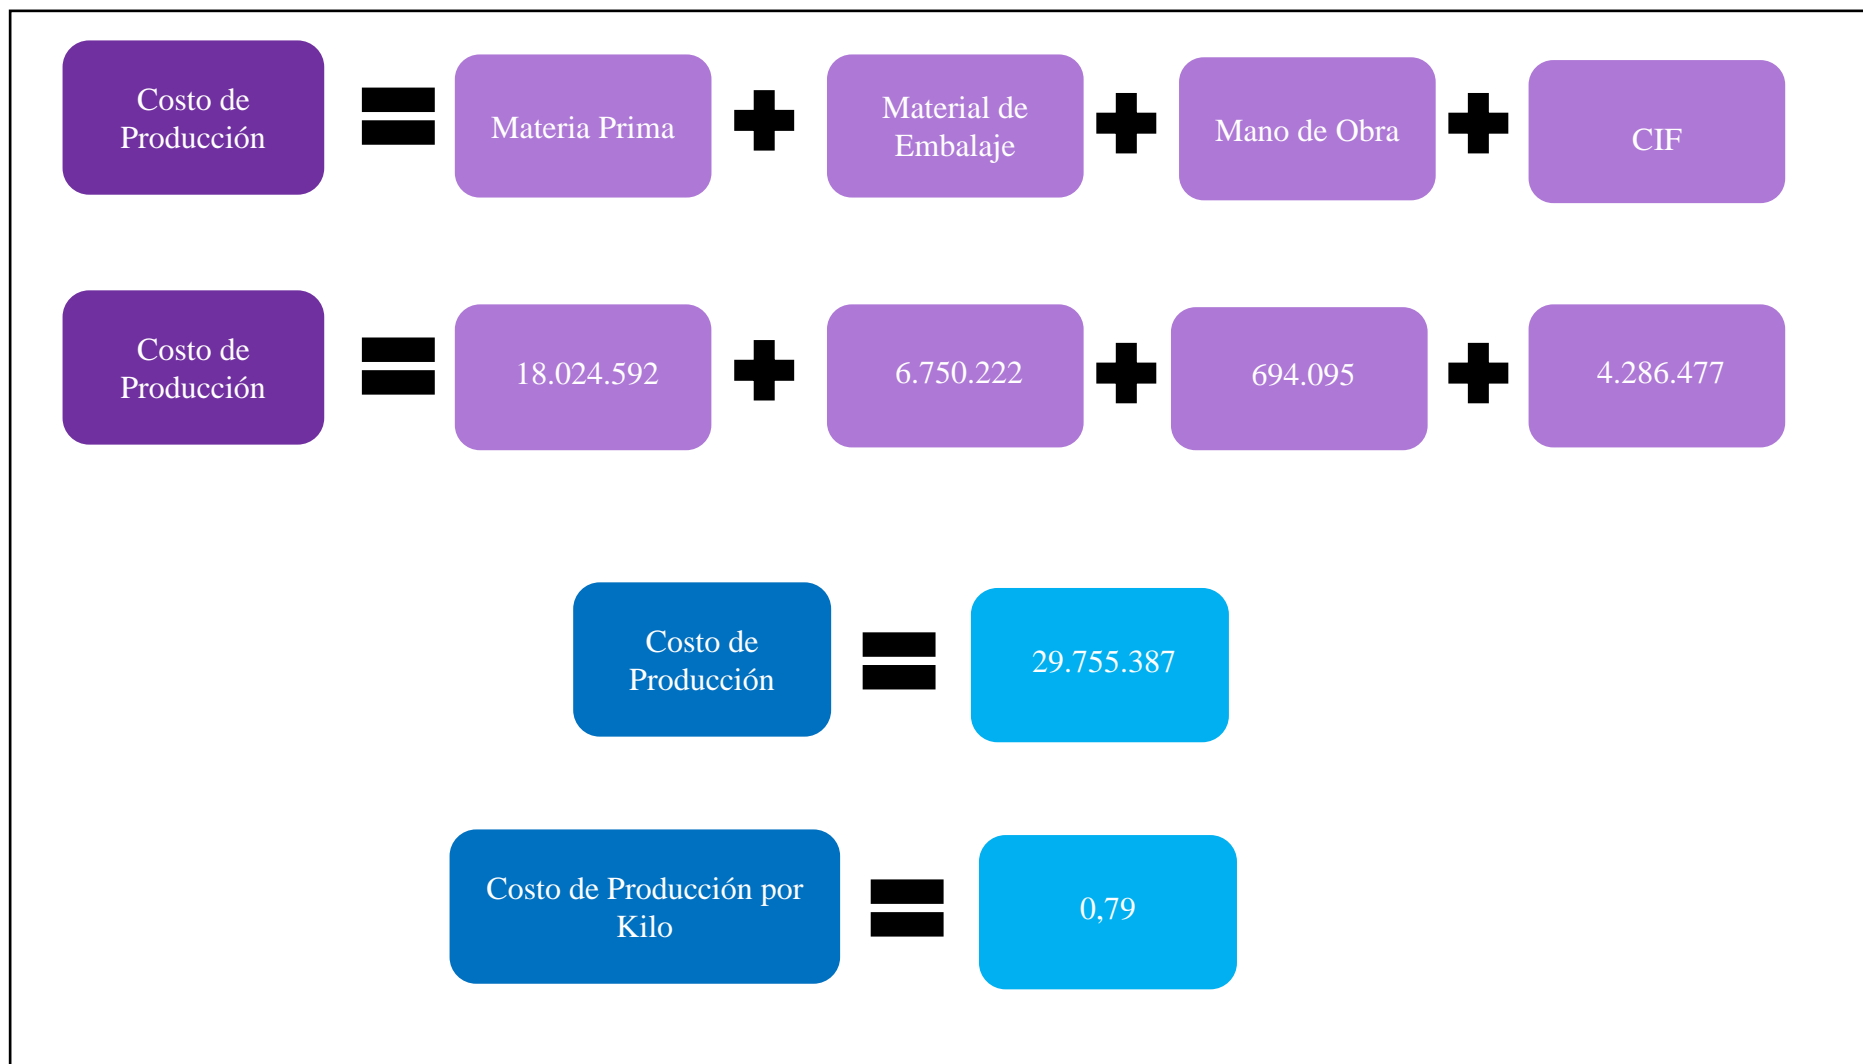 Costo de
Producción
Materia Prima
Material de
Embalaje
Mano de Obra
CIF
Costo de
Producción
18.024.592
6.750.222
694.095
4.286.477
Costo de
Producción
29.755.387
Costo de Producción por
Kilo
0,79